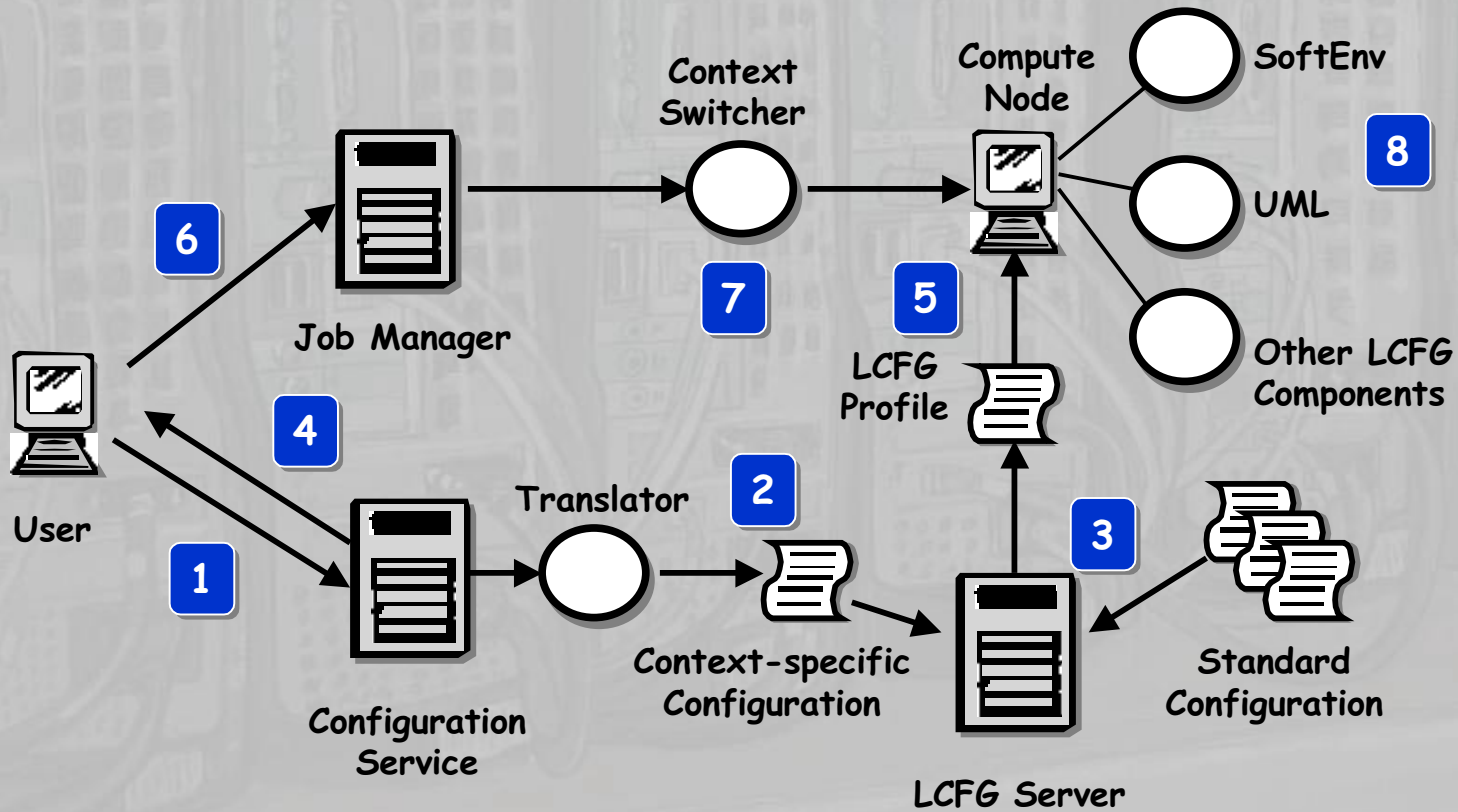 SoftEnv
Compute
Node
Context
Switcher
8
UML
6
7
5
Job Manager
LCFG
Profile
Other LCFG
Components
4
Translator
2
User
1
3
Context-specific
Configuration
Standard
Configuration
Configuration
Service
LCFG Server